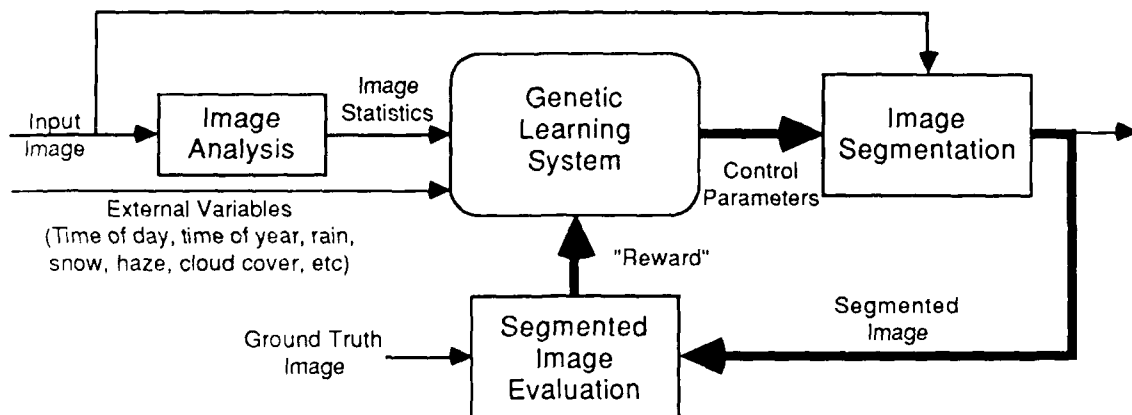 Input
Image
Image
Analysis
Image
Statistics
Genetic
Learning
System
Control
Parameters
Image
Segmentation
External Variables
(Time of day, time of year, rain,
snow, haze, cloud cover, etc)
"Reward"
Ground Truth
Image
Segmented
Image
Evaluation
Segmented
Image